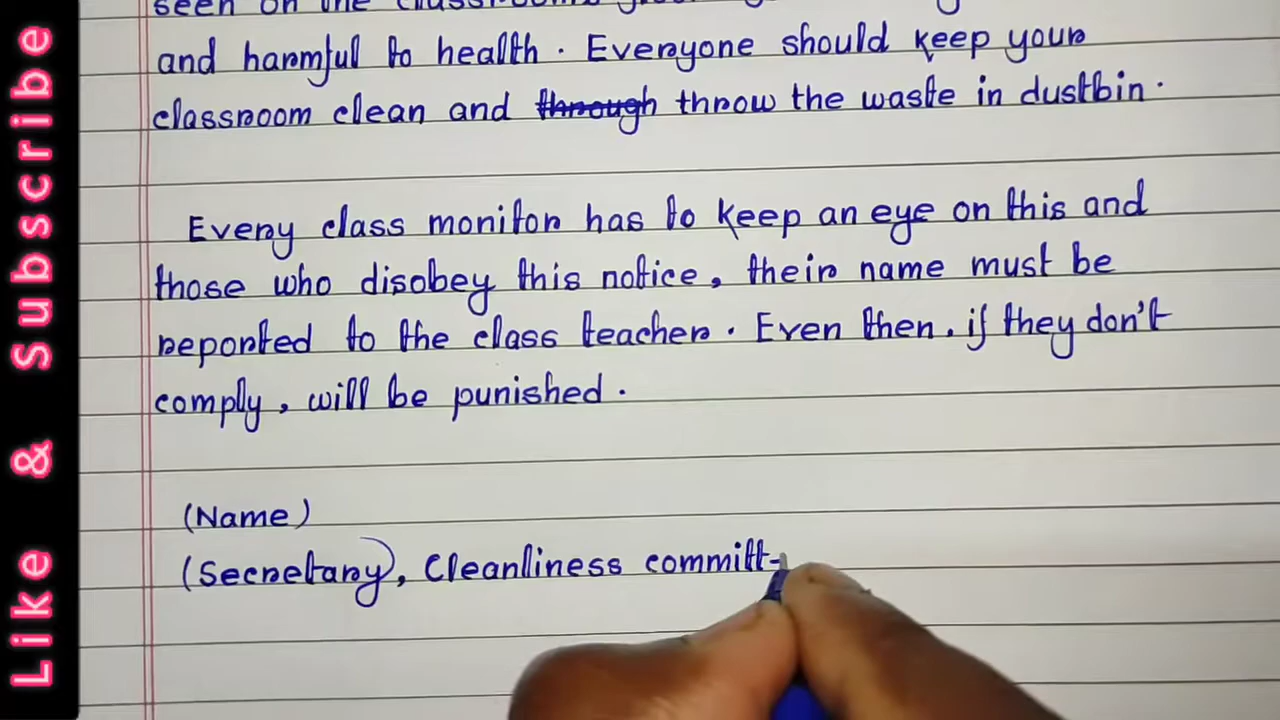 Like & Subscribe
seen on the
and harmful to health. Everyone should keep your
classroom clean and through throw the waste in dustbin.
Every class monitor has to keep an eye on this and
those who disobey this notice, their name must be
reported to the class teacher. Even then, if they don't
comply, will be punished.
(Name)
(Secretary), Cleanliness committ